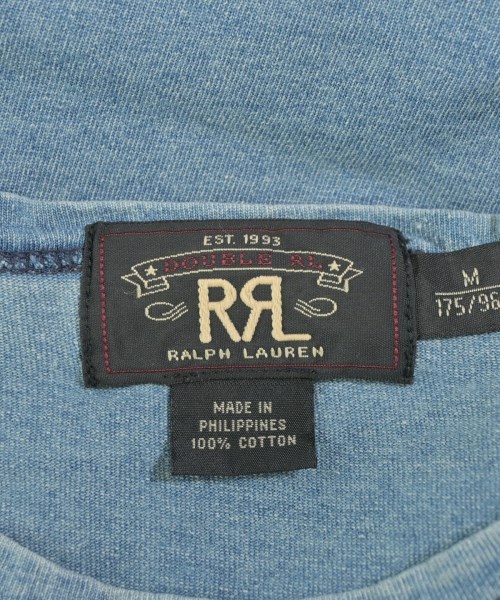 EST. 1993
DOUBLE RL
RRL
RALPH LAUREN
M
175/96
MADE IN
PHILIPPINES
100% COTTON